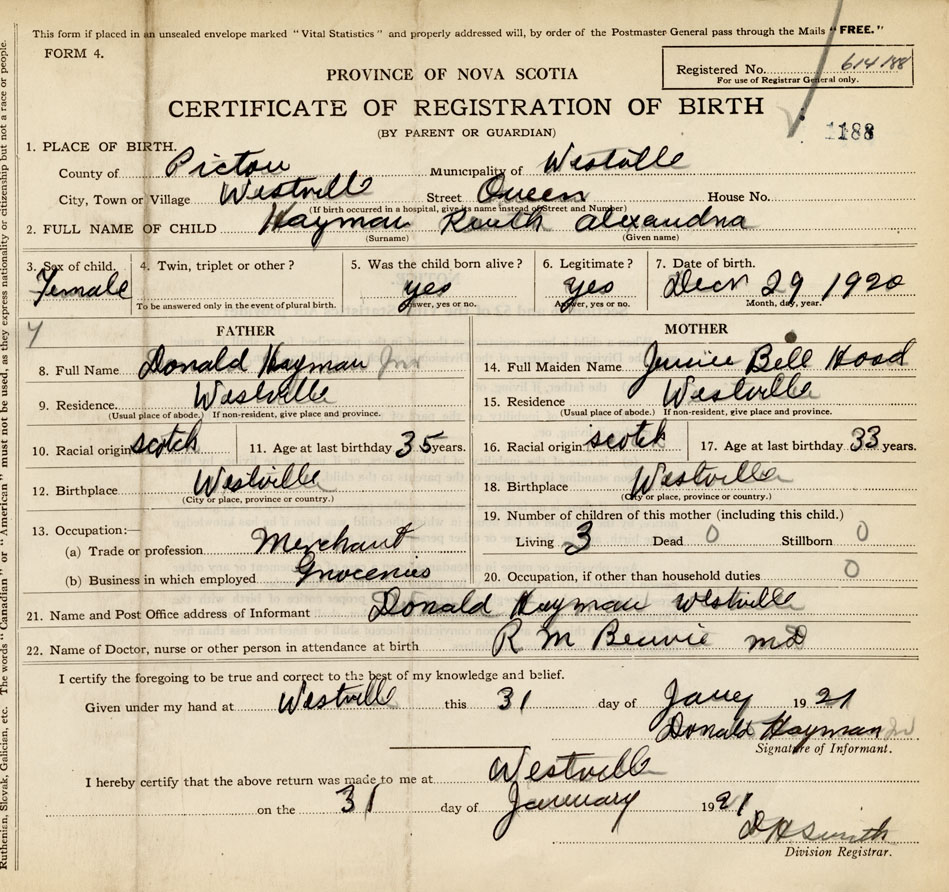 This form if placed in an unsealed envelope marked "Vital Statistics" and properly addressed will, by order of the Postmaster General pass through the Mails "FREE."
FORM 4.
PROVINCE OF NOVA SCOTIA
Registered No. 614188
For use of Registrar General only.
CERTIFICATE OF REGISTRATION OF BIRTH
(BY PARENT OR GUARDIAN)
1188
1. PLACE OF BIRTH.
County of Pictou Municipality of Westville
City, Town or Village Westville Street Queen House No.
(If birth occurred in a hospital, give its name instead of Street and Number)
2. FULL NAME OF CHILD Hayman Ruth Alexandra
(Surname) (Given name)
3. Sex of child. 4. Twin, triplet or other? 5. Was the child born alive? 6. Legitimate? 7. Date of birth.
Female yes yes Decr 29 1920
To be answered only in the event of plural birth. Answer, yes or no. Answer, yes or no. Month, day, year.
FATHER MOTHER
8. Full Name Donald Hayman Jnr
14. Full Maiden Name Bell Hood
9. Residence Westville
15. Residence Westville
(Usual place of abode.) If non-resident, give place and province.
(Usual place of abode.) If non-resident, give place and province.
10. Racial origin scotch 11. Age at last birthday 35 years.
16. Racial origin scotch 17. Age at last birthday 33 years.
12. Birthplace Westville
(City or place, province or country.)
18. Birthplace Westville
(City or place, province or country.)
13. Occupation:—
(a) Trade or profession Merchant
(b) Business in which employed Groceries
19. Number of children of this mother (including this child.)
Living 3 Dead 0 Stillborn 0
20. Occupation, if other than household duties 0
21. Name and Post Office address of Informant Donald Hayman Westville
22. Name of Doctor, nurse or other person in attendance at birth R M Benvie MD
I certify the foregoing to be true and correct to the best of my knowledge and belief.
Given under my hand at Westville this 31 day of Jany 1921
Donald Hayman Jr
Signature of Informant.
I hereby certify that the above return was made to me at Westville
on the 31 day of January 1921
D H Smith
Division Registrar.
Ruthenian, Slovak, Galician, etc. The words "Canadian" or "American" must not be used, as they express nationality or citizenship but not a race or people.